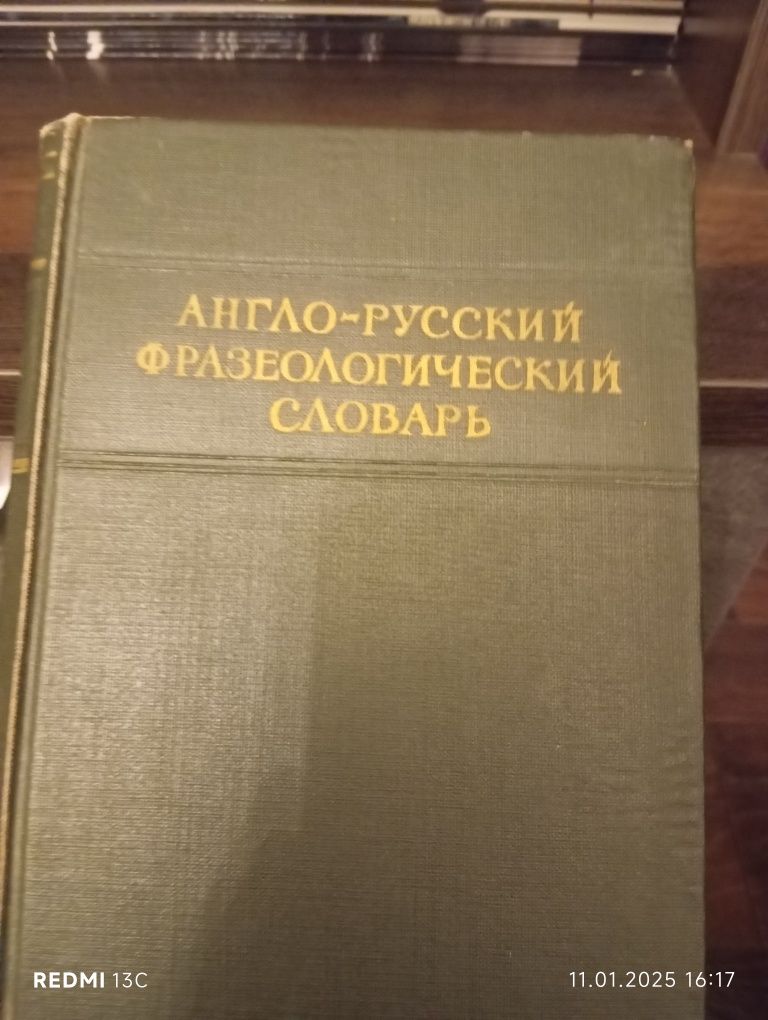 АНГЛО-РУССКИЙ
ФРАЗЕОЛОГИЧЕСКИЙ
СЛОВАРЬ
REDMI 13C
11.01.2025 16:17